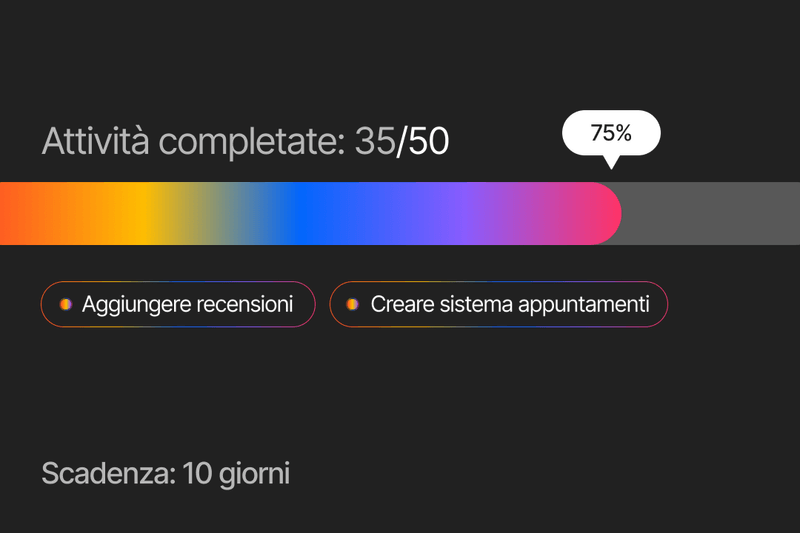 Attività completate: 35/50
75%
Aggiungere recensioni
Creare sistema appuntamenti
Scadenza: 10 giorni